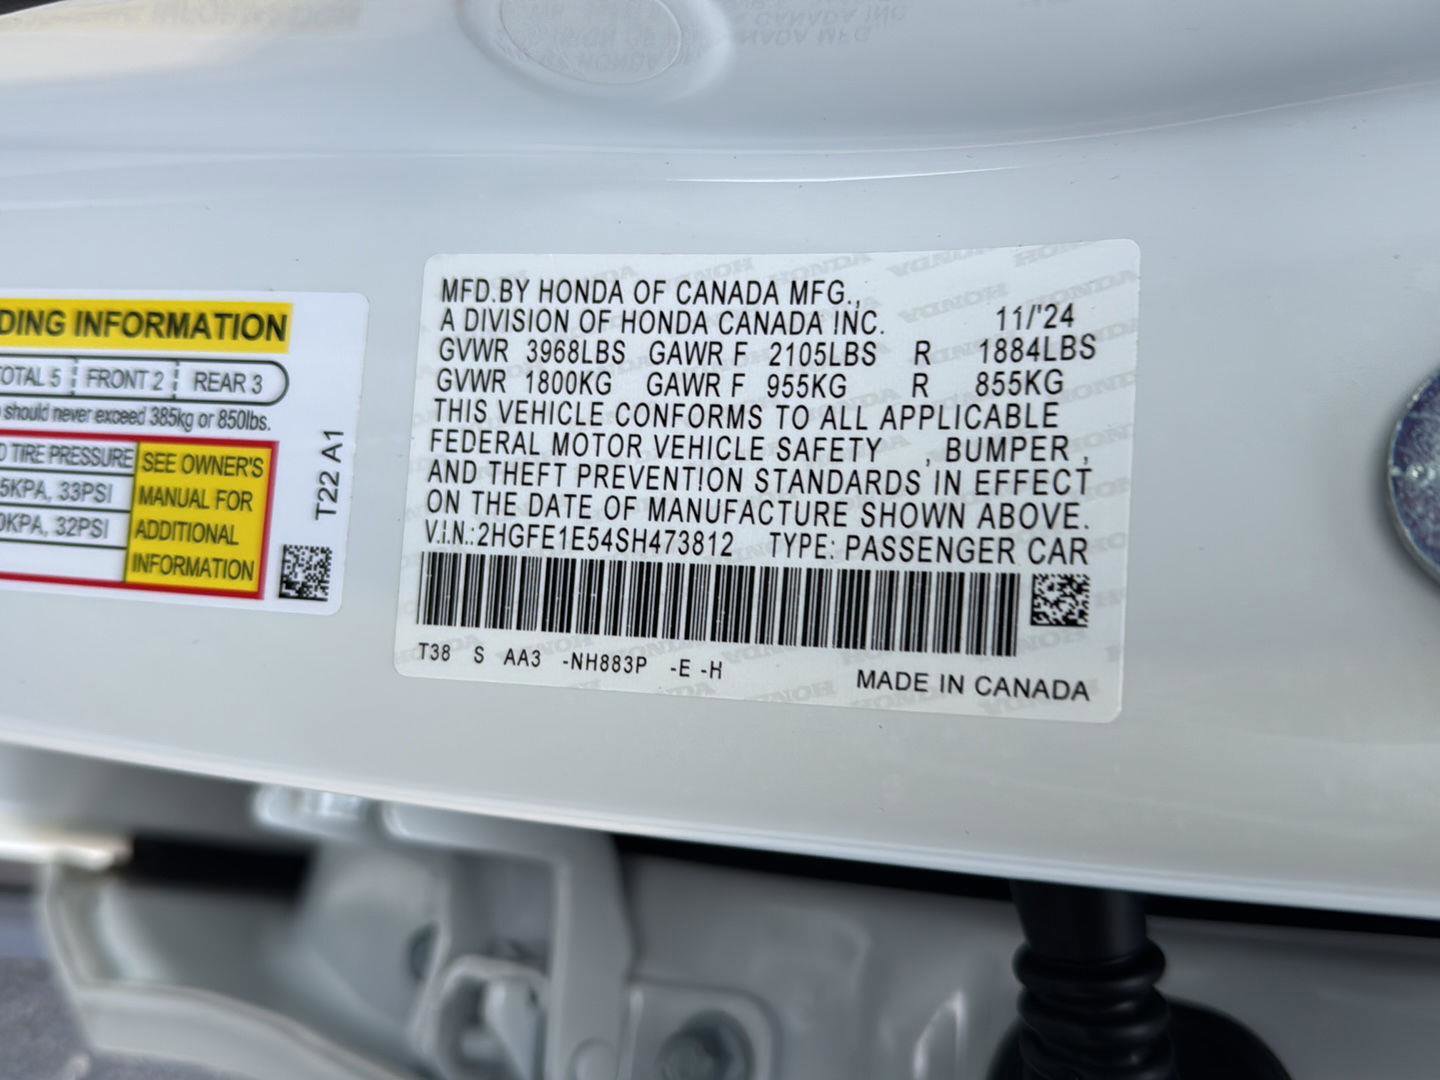 DING INFORMATION
TOTAL 5 FRONT 2 REAR 3
should never exceed 385kg or 850lbs.
TIRE PRESSURE
5KPA, 33PSI
0KPA, 32PSI
SEE OWNER'S
MANUAL FOR
ADDITIONAL
INFORMATION
T22 A1
MFD.BY HONDA OF CANADA MFG.,
A DIVISION OF HONDA CANADA INC. 11/'24
GVWR 3968LBS GAWR F 2105LBS R 1884LBS
GVWR 1800KG GAWR F 955KG R 855KG
THIS VEHICLE CONFORMS TO ALL APPLICABLE
FEDERAL MOTOR VEHICLE SAFETY , BUMPER ,
AND THEFT PREVENTION STANDARDS IN EFFECT
ON THE DATE OF MANUFACTURE SHOWN ABOVE.
V.I.N.:2HGFE1E54SH473812 TYPE: PASSENGER CAR
T38 S AA3 -NH883P -E -H
MADE IN CANADA